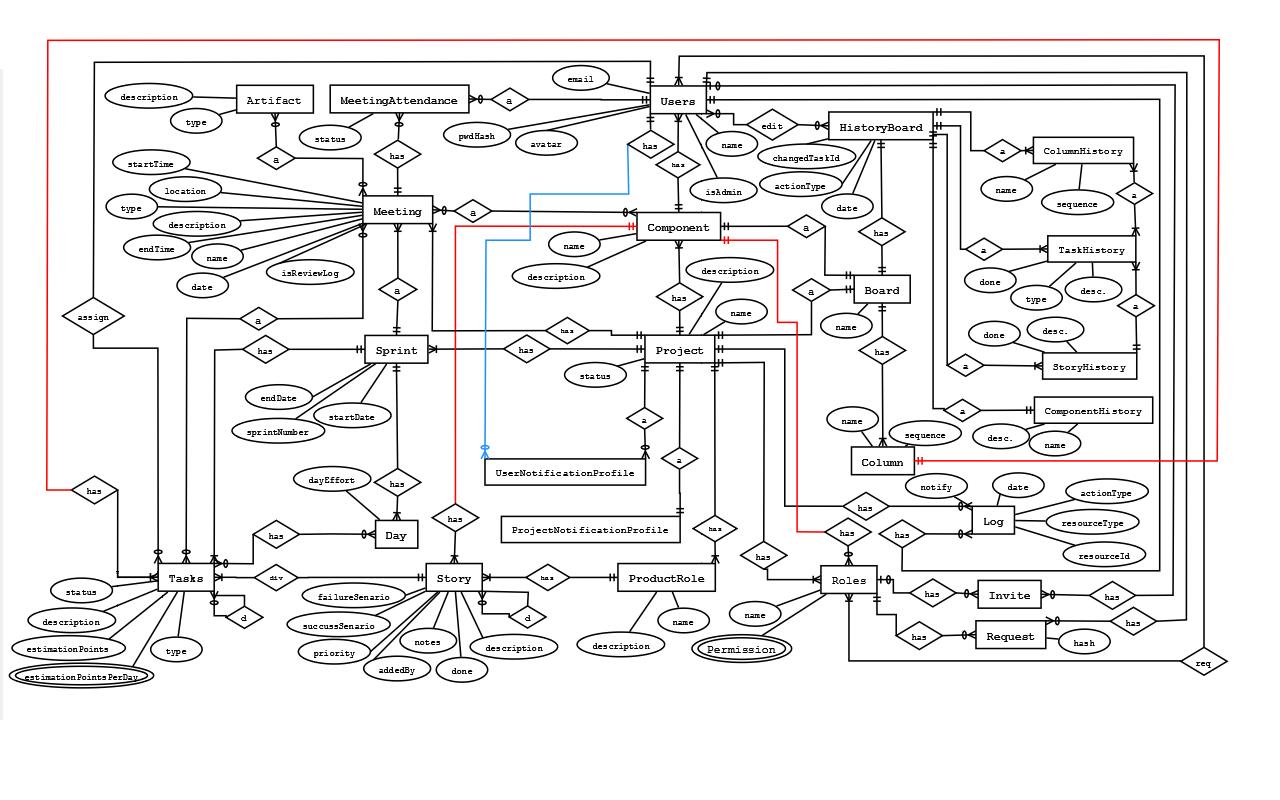 email
description
Artifact
MeetingAttendance
a
Users
type
status
pwdHash
avatar
has
name
edit
HistoryBoard
changedTaskId
a
ColumnHistory
startTime
a
has
has
actionType
name
location
isAdmin
date
sequence
a
type
Meeting
a
description
Component
a
has
endTime
name
name
a
TaskHistory
isReviewLog
description
description
done
date
a
has
a
Board
type
desc.
a
assign
a
has
name
name
done
desc.
has
Sprint
has
Project
has
a
StoryHistory
status
endDate
startDate
a
name
a
ComponentHistory
sprintNumber
sequence
desc.
name
a
Column
UserNotificationProfile
dayEffort
has
notify
date
actionType
has
has
has
ProjectNotificationProfile
has
Log
resourceType
has
Day
has
has
has
resourceId
has
Tasks
div
Story
has
ProductRole
Roles
has
Invite
has
status
failureSenario
description
d
succussSenario
d
name
name
has
Request
has
hash
estimationPoints
type
priority
notes
description
description
Permission
estimationPointsPerDay
addedBy
done
req